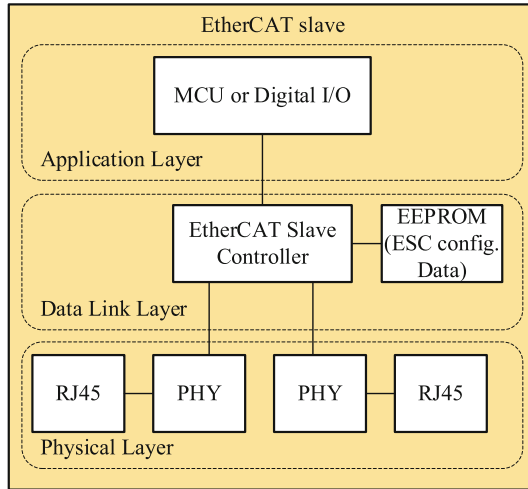 EtherCAT slave
MCU or Digital I/O
Application Layer
EtherCAT Slave
Controller
EEPROM
(ESC config.
Data)
Data Link Layer
RJ45
PHY
PHY
RJ45
Physical Layer